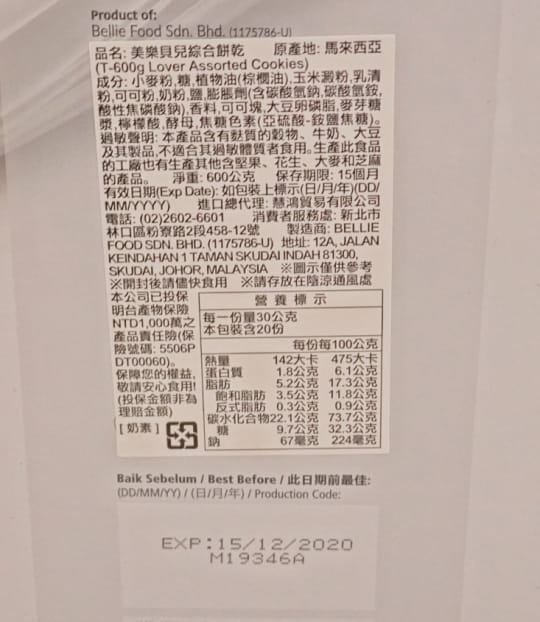 Product of:
Bellie Food Sdn. Bhd. (1175786-U)
品名: 美樂貝兒綜合餅乾 原產地: 馬來西亞
(T-600g Lover Assorted Cookies)
成分: 小麥粉,糖,植物油(棕櫚油),玉米澱粉,乳清
粉,可可粉,奶粉,鹽,膨脹劑(含碳酸氫鈉,碳酸氫銨,
酸性焦磷酸鈉),香料,可可塊,大豆卵磷脂,麥芽糖
漿,檸檬酸,酵母,焦糖色素(亞硫酸-銨鹽焦糖)。
過敏聲明: 本產品含有麩質的穀物、牛奶、大豆
及其製品,不適合其過敏體質者食用。生產此食品
的工廠也有生產其他含堅果、花生、大麥和芝麻
的產品。 淨重: 600公克 保存期限: 15個月
有效日期(Exp Date): 如包裝上標示(日/月/年)(DD/
MM/YYYY) 進口總代理: 慧鴻貿易有限公司
電話: (02)2602-6601 消費者服務處: 新北市
林口區粉寮路2段458-12號 製造商: BELLIE
FOOD SDN. BHD. (1175786-U) 地址: 12A, JALAN
KEINDAHAN 1 TAMAN SKUDAI INDAH 81300,
SKUDAI, JOHOR, MALAYSIA ※圖示僅供參考
※開封後請儘快食用 ※請存放在陰涼通風處
本公司已投保
明台產物保險
NTD1,000萬之
產品責任險(保
險號碼: 5506P
DT00060)。
保障您的權益,
敬請安心食用!
(投保金額非為
理賠金額)
[奶素]
營養標示
每一份量30公克
本包裝含20份
每份 每100公克
熱量 142大卡 475大卡
蛋白質 1.8公克 6.1公克
脂肪 5.2公克 17.3公克
飽和脂肪 3.5公克 11.8公克
反式脂肪 0.3公克 0.9公克
碳水化合物 22.1公克 73.7公克
糖 9.7公克 32.3公克
鈉 67毫克 224毫克
Baik Sebelum / Best Before / 此日期前最佳:
(DD/MM/YY) / (日/月/年) / Production Code:
EXP:15/12/2020
M19346A